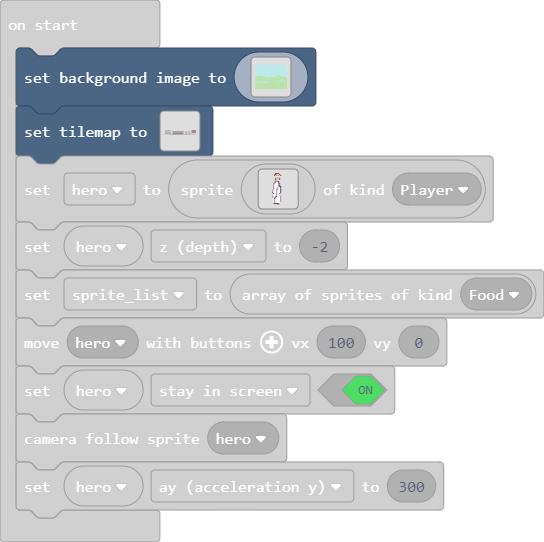 on start
set background image to
set tilemap to
set hero to sprite of kind Player
set hero z (depth) to -2
set sprite_list to array of sprites of kind Food
move hero with buttons vx 100 vy 0
set hero stay in screen ON
camera follow sprite hero
set hero ay (acceleration y) to 300